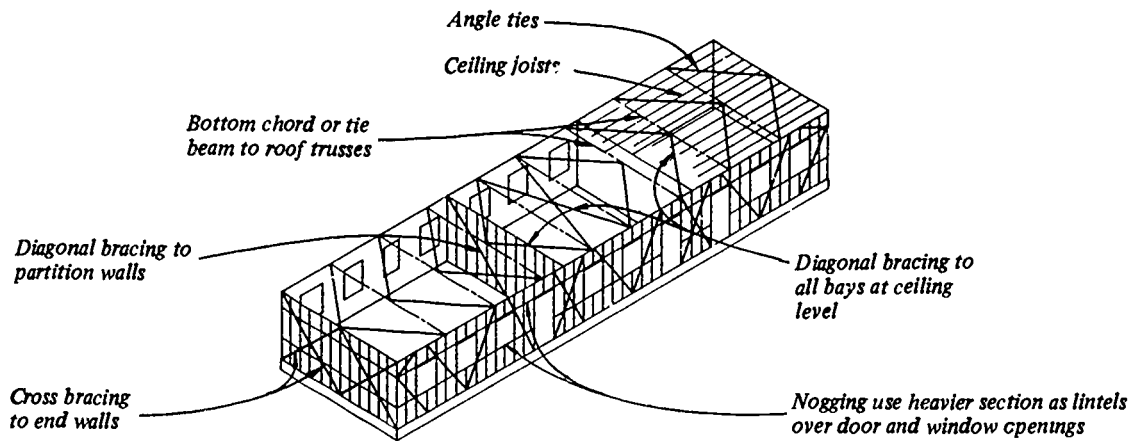 Angle ties
Ceiling joists
Bottom chord or tie
beam to roof trusses
Diagonal bracing to
partition walls
Diagonal bracing to
all bays at ceiling
level
Cross bracing
to end walls
Nogging use heavier section as lintels
over door and window openings